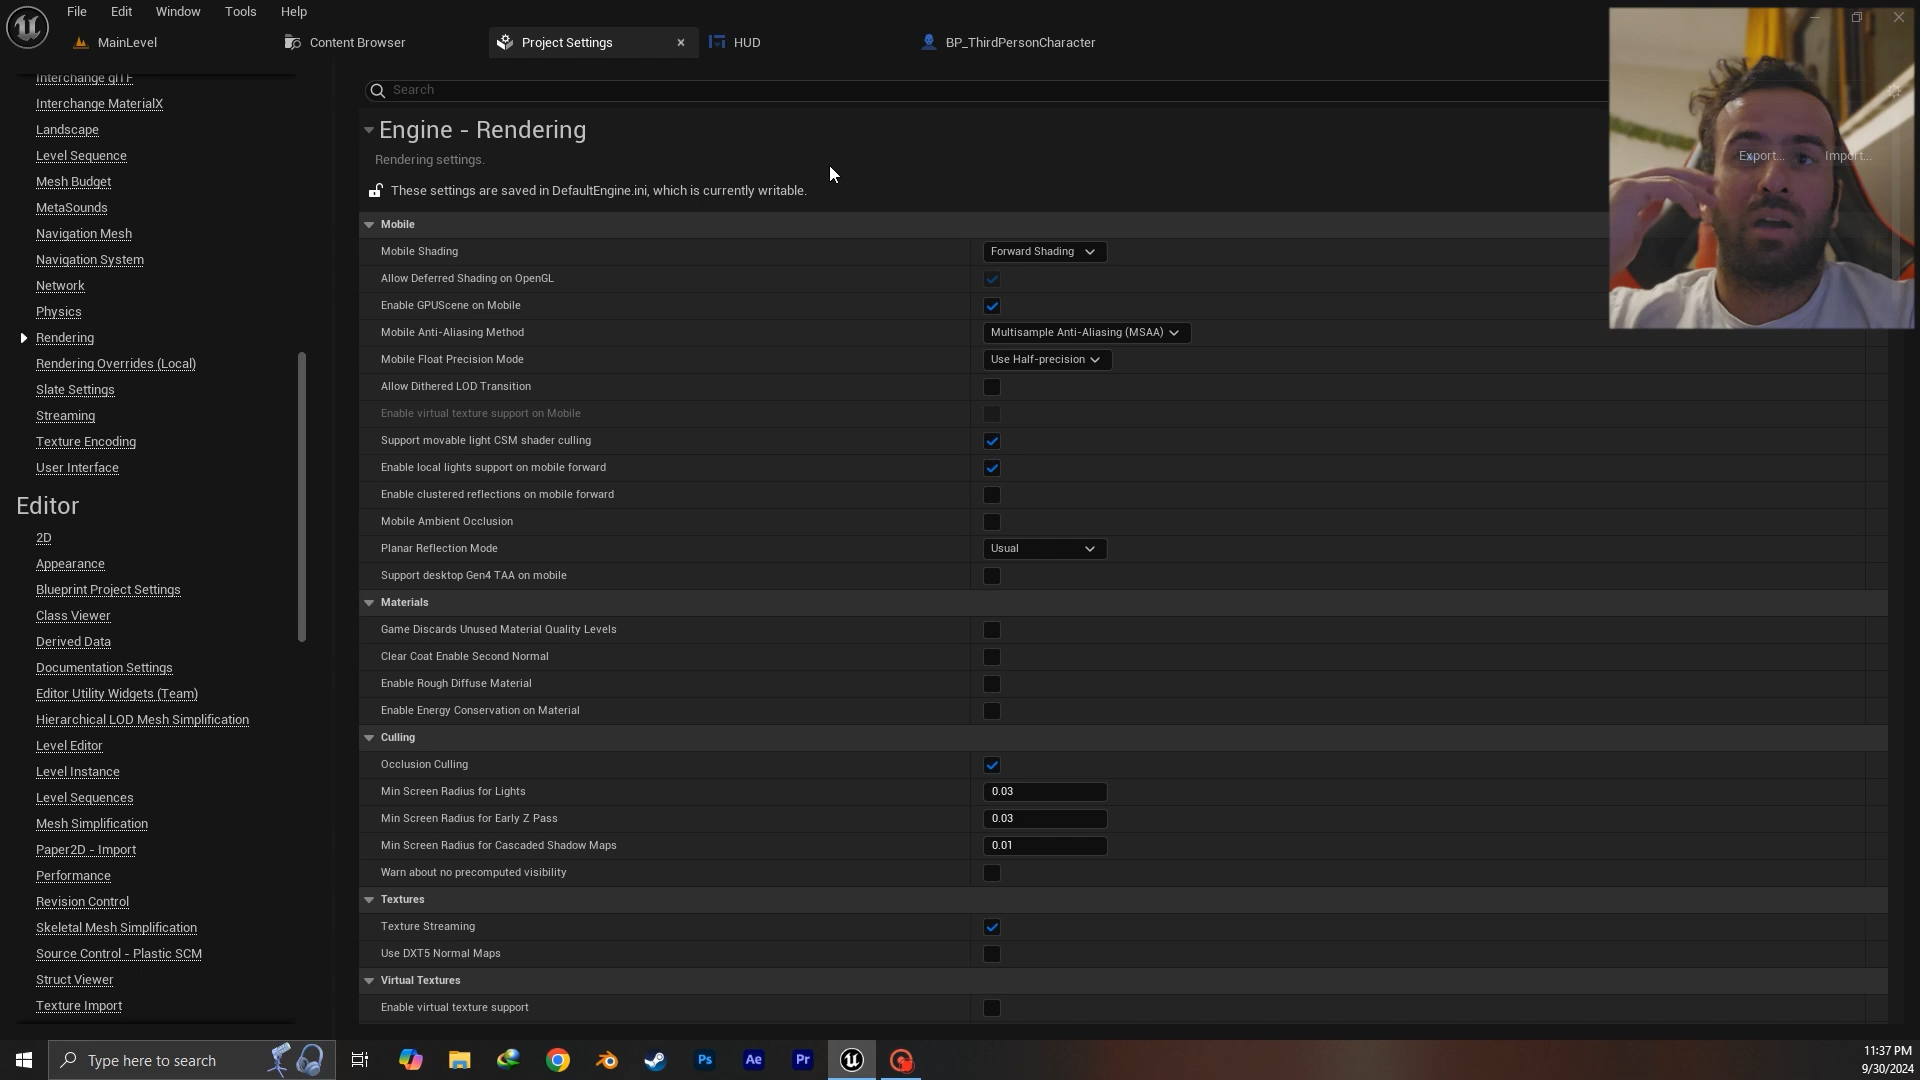 File Edit Window Tools Help
MainLevel Content Browser Project Settings HUD BP_ThirdPersonCharacter
Interchange glTF
Interchange MaterialX
Landscape
Level Sequence
Mesh Budget
MetaSounds
Navigation Mesh
Navigation System
Network
Physics
Rendering
Rendering Overrides (Local)
Slate Settings
Streaming
Texture Encoding
User Interface
Editor
2D
Appearance
Blueprint Project Settings
Class Viewer
Derived Data
Documentation Settings
Editor Utility Widgets (Team)
Hierarchical LOD Mesh Simplification
Level Editor
Level Instance
Level Sequences
Mesh Simplification
Paper2D - Import
Performance
Revision Control
Skeletal Mesh Simplification
Source Control - Plastic SCM
Struct Viewer
Texture Import
Search
Engine - Rendering
Rendering settings.
Export... Import...
These settings are saved in DefaultEngine.ini, which is currently writable.
Mobile
Mobile Shading Forward Shading
Allow Deferred Shading on OpenGL
Enable GPUScene on Mobile
Mobile Anti-Aliasing Method Multisample Anti-Aliasing (MSAA)
Mobile Float Precision Mode Use Half-precision
Allow Dithered LOD Transition
Enable virtual texture support on Mobile
Support movable light CSM shader culling
Enable local lights support on mobile forward
Enable clustered reflections on mobile forward
Mobile Ambient Occlusion
Planar Reflection Mode Usual
Support desktop Gen4 TAA on mobile
Materials
Game Discards Unused Material Quality Levels
Clear Coat Enable Second Normal
Enable Rough Diffuse Material
Enable Energy Conservation on Material
Culling
Occlusion Culling
Min Screen Radius for Lights 0.03
Min Screen Radius for Early Z Pass 0.03
Min Screen Radius for Cascaded Shadow Maps 0.01
Warn about no precomputed visibility
Textures
Texture Streaming
Use DXT5 Normal Maps
Virtual Textures
Enable virtual texture support
Type here to search
Ps Ae Pr
11:37 PM
9/30/2024